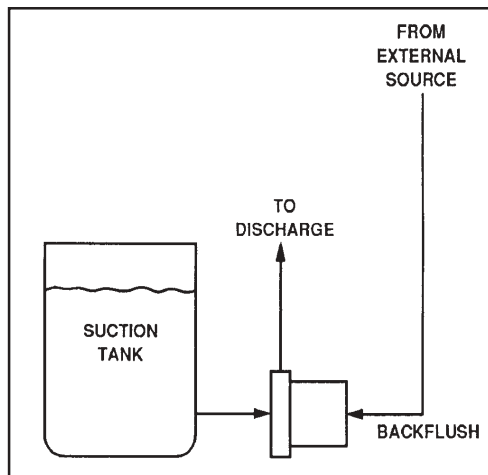 FROM
EXTERNAL
SOURCE
TO
DISCHARGE
SUCTION
TANK
BACKFLUSH